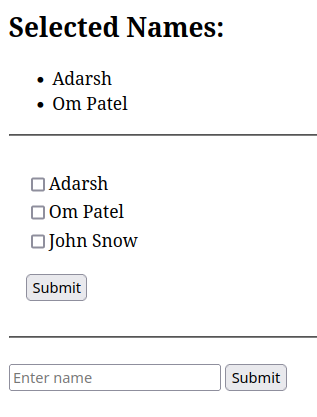 Selected Names:
Adarsh
Om Patel
Adarsh
Om Patel
John Snow
Submit
Enter name
Submit